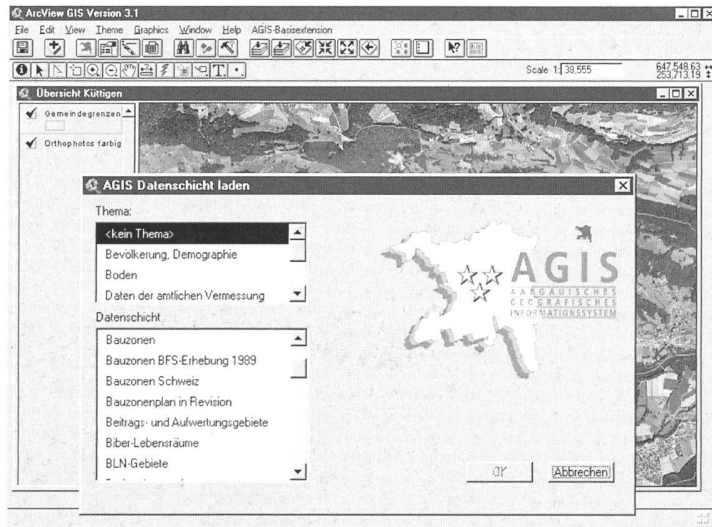 ArcView GIS Version 3.1
File Edit View Theme Graphics Window Help AGIS-Basisextension
Scale 1: 38,555
647,548.63
253,713.19
Übersicht Küttigen
Gemeindegrenzen
Orthophotos farbig
AGIS Datenschicht laden
Thema:
<kein Thema>
Bevölkerung, Demographie
Boden
Daten der amtlichen Vermessung
Datenschicht
Bauzonen
Bauzonen BFS-Erhebung 1989
Bauzonen Schweiz
Bauzonenplan in Revision
Beitrags- und Aufwertungsgebiete
Biber-Lebensräume
BLN-Gebiete
AGIS
AARGAUISCHES
GEOGRAFISCHES
INFORMATIONSSYSTEM
OK
Abbrechen